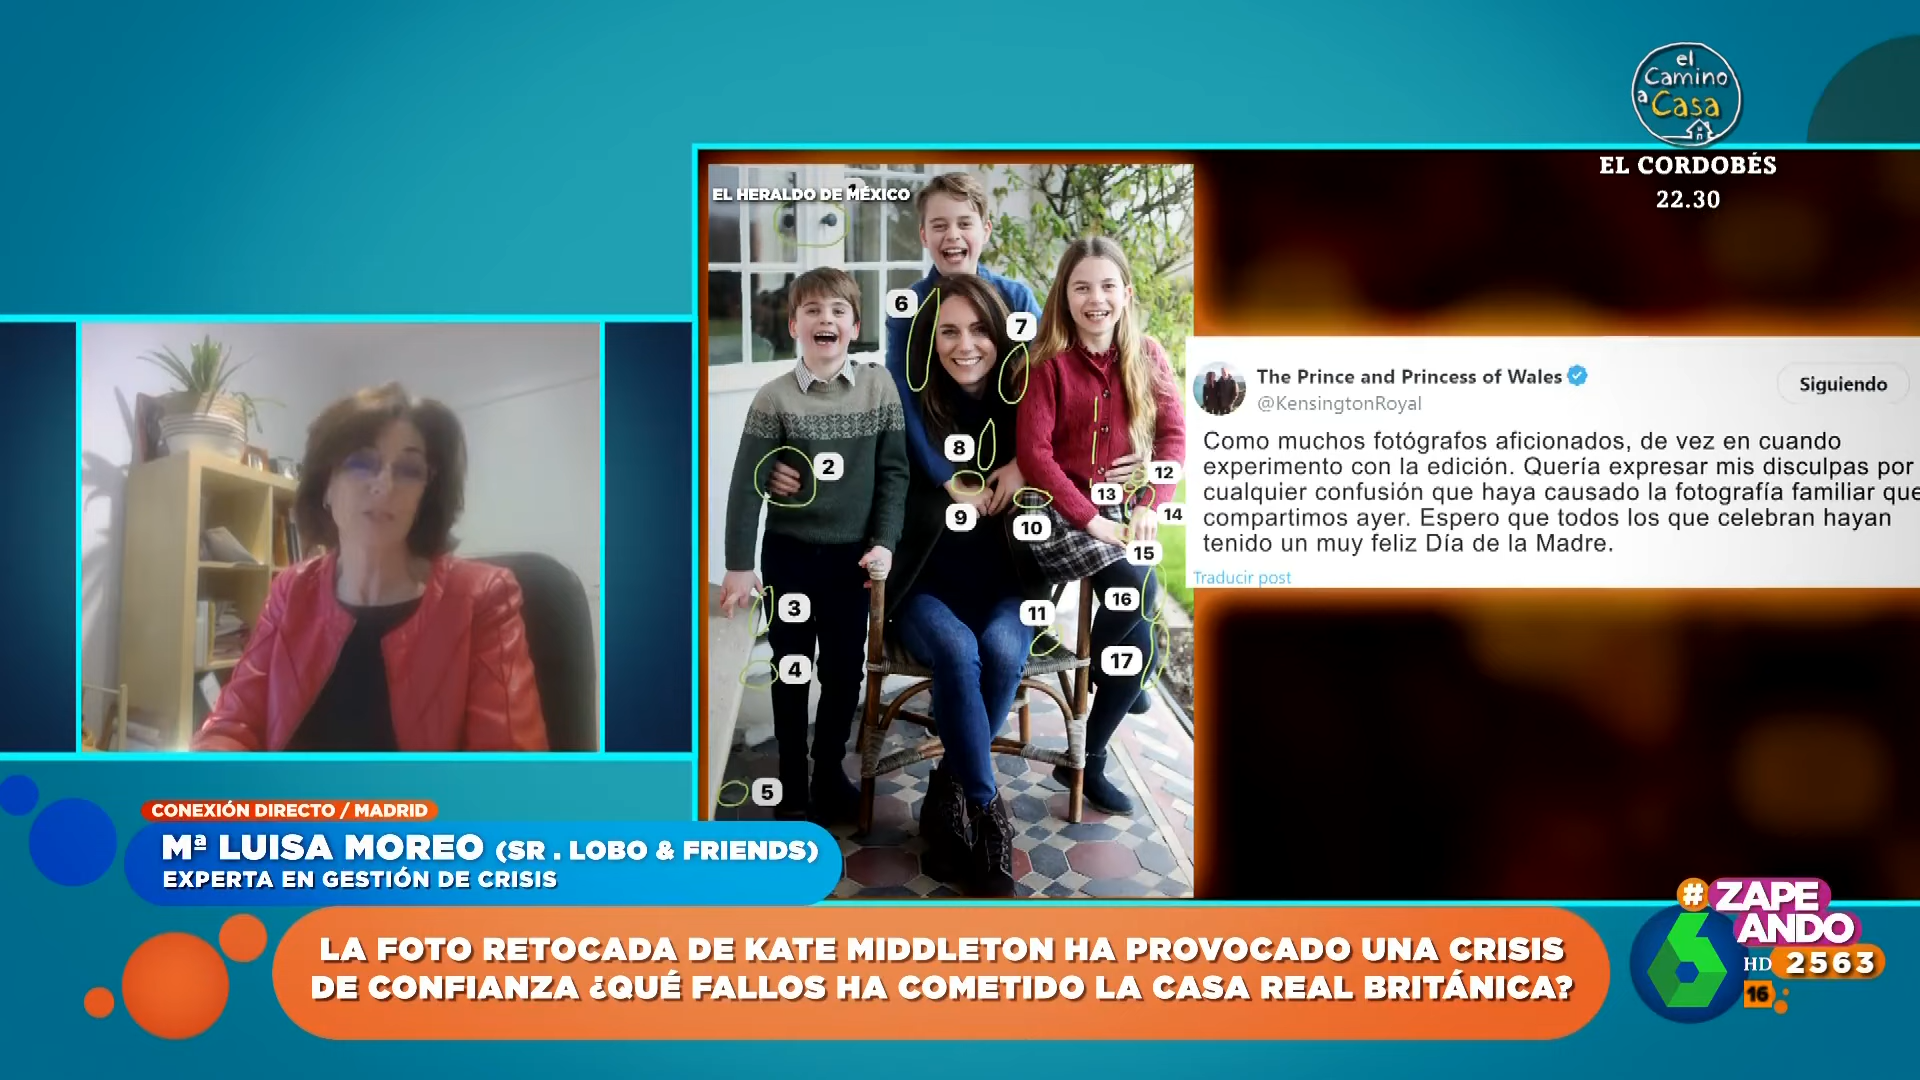 el
Camino
a Casa
EL CORDOBÉS
22.30
EL HERALDO DE MÉXICO
6
7
8
2
12
13
9
10
14
15
3
16
11
4
17
5
The Prince and Princess of Wales
Siguiendo
@KensingtonRoyal
Como muchos fotógrafos aficionados, de vez en cuando
experimento con la edición. Quería expresar mis disculpas por
cualquier confusión que haya causado la fotografía familiar que
compartimos ayer. Espero que todos los que celebran hayan
tenido un muy feliz Día de la Madre.
Traducir post
CONEXIÓN DIRECTO / MADRID
Mª LUISA MOREO (SR . LOBO & FRIENDS)
EXPERTA EN GESTIÓN DE CRISIS
LA FOTO RETOCADA DE KATE MIDDLETON HA PROVOCADO UNA CRISIS
DE CONFIANZA ¿QUÉ FALLOS HA COMETIDO LA CASA REAL BRITÁNICA?
#ZAPE
ANDO
HD 2563
16